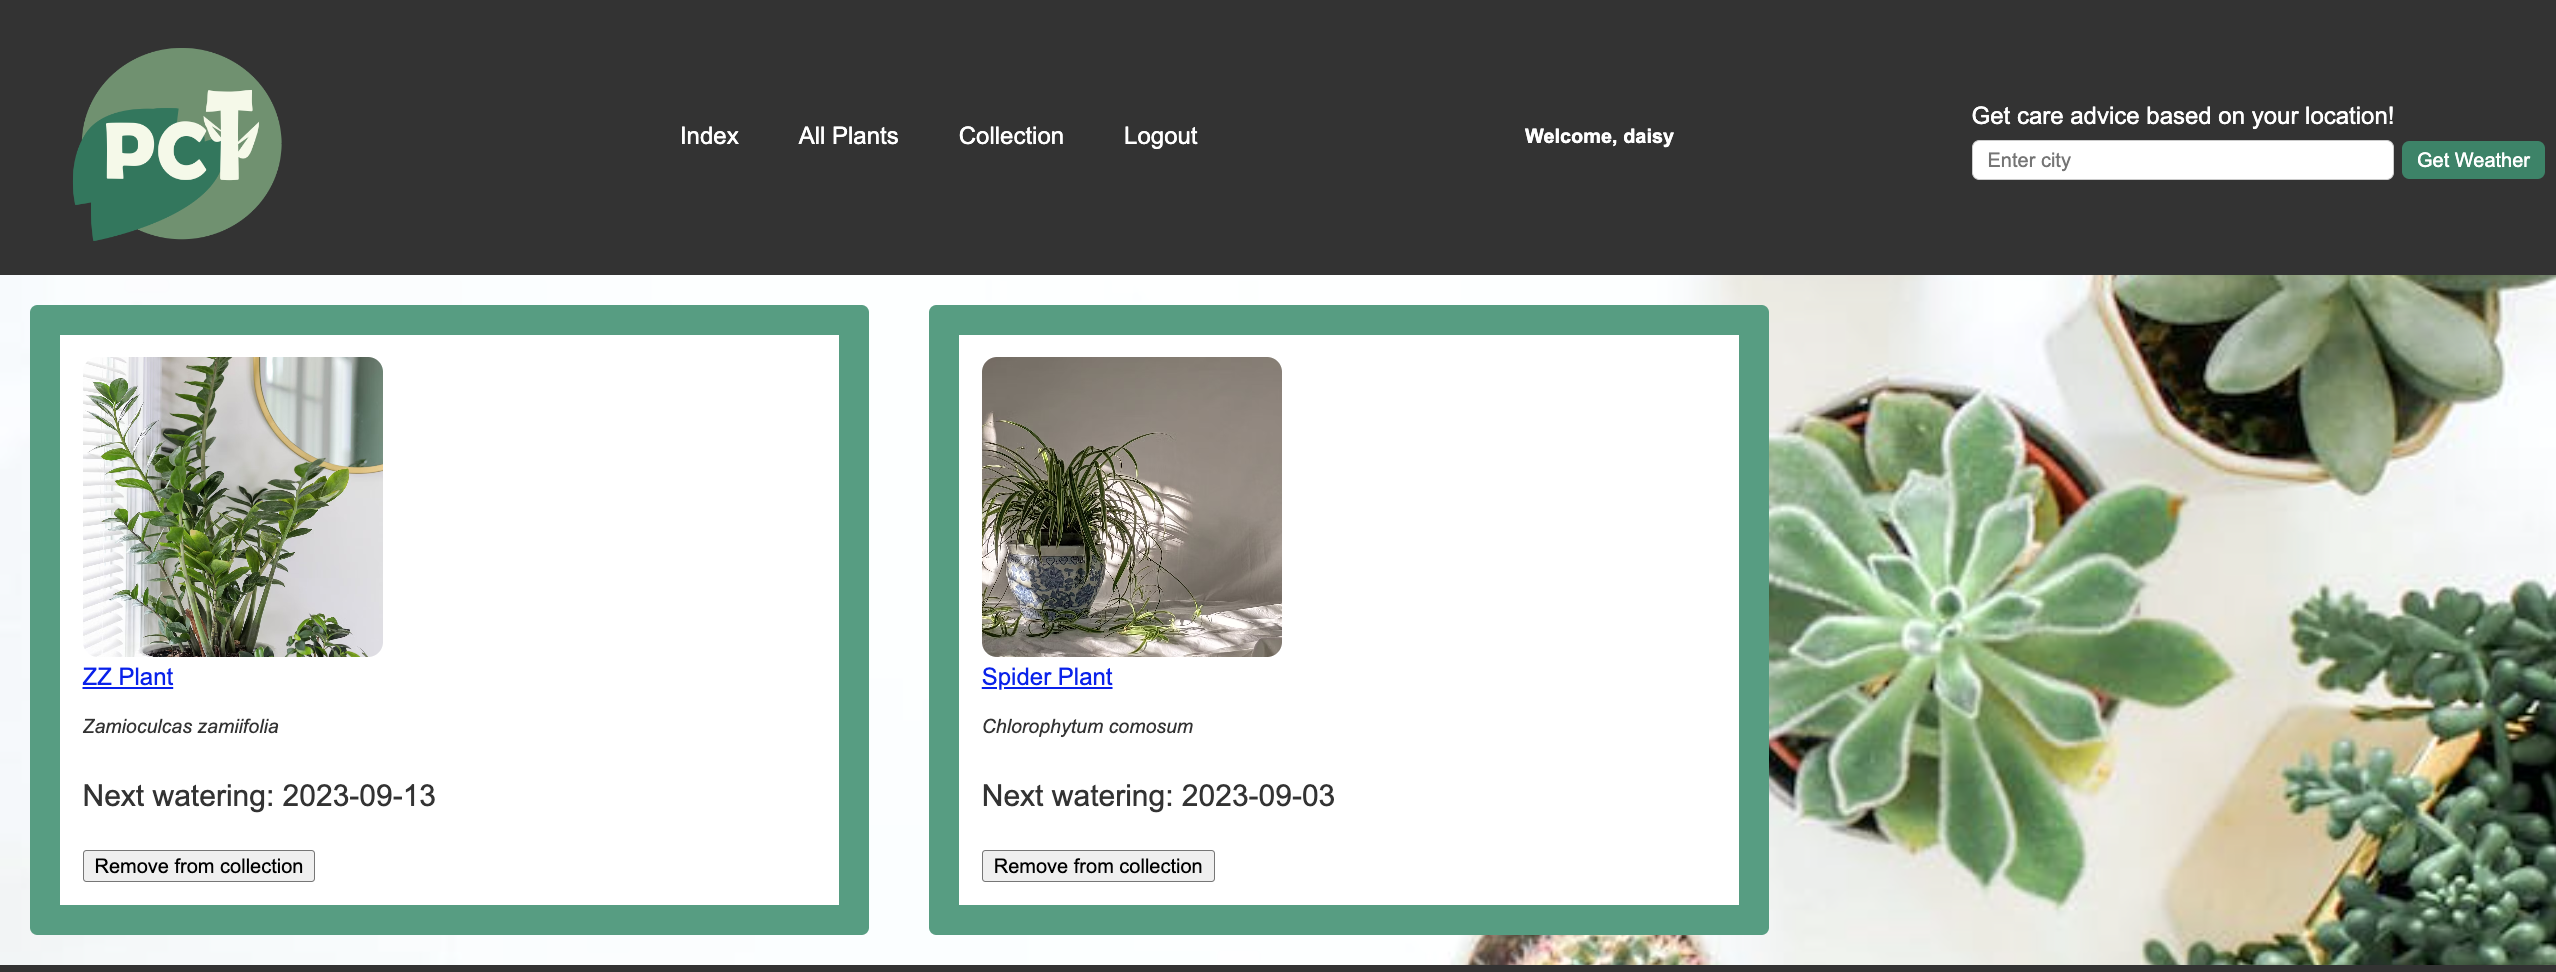 PCT
Index
All Plants
Collection
Logout
Welcome, daisy
Get care advice based on your location!
Enter city
Get Weather
ZZ Plant
Zamioculcas zamiifolia
Next watering: 2023-09-13
Remove from collection
Spider Plant
Chlorophytum comosum
Next watering: 2023-09-03
Remove from collection